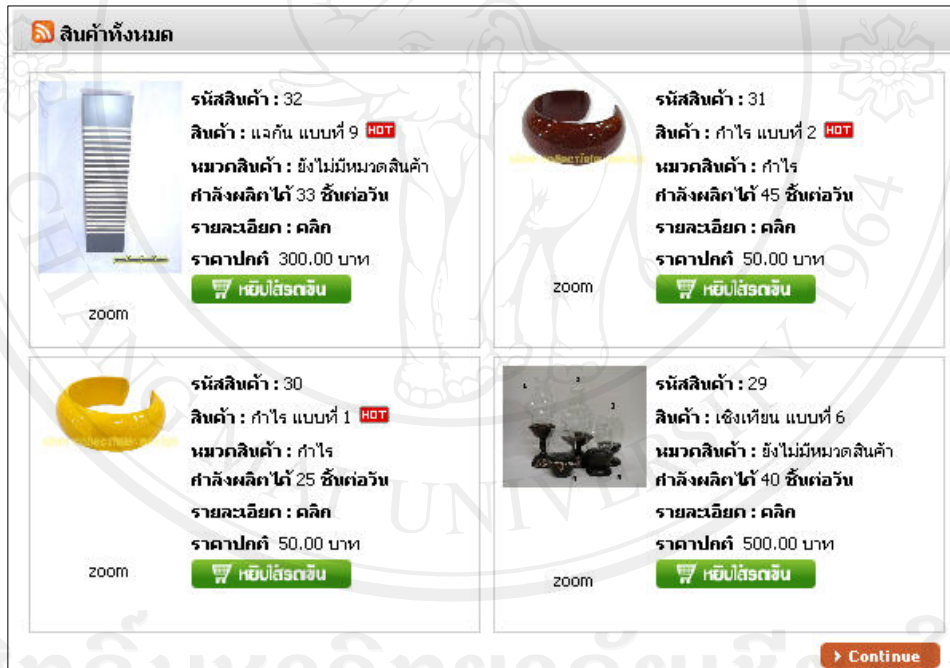 สินค้าทั้งหมด
รหัสสินค้า : 32
สินค้า : แจกัน แบบที่ 9 HOT
หมวดสินค้า : ยังไม่มีหมวดสินค้า
กำลังผลิตได้ 33 ชิ้นต่อวัน
รายละเอียด : คลิก
ราคาปกติ 300.00 บาท
หยิบใส่รถเข็น
zoom
รหัสสินค้า : 31
สินค้า : กำไร แบบที่ 2 HOT
หมวดสินค้า : กำไร
กำลังผลิตได้ 45 ชิ้นต่อวัน
รายละเอียด : คลิก
ราคาปกติ 50.00 บาท
หยิบใส่รถเข็น
zoom
รหัสสินค้า : 30
สินค้า : กำไร แบบที่ 1 HOT
หมวดสินค้า : กำไร
กำลังผลิตได้ 25 ชิ้นต่อวัน
รายละเอียด : คลิก
ราคาปกติ 50.00 บาท
หยิบใส่รถเข็น
zoom
รหัสสินค้า : 29
สินค้า : เชิงเทียน แบบที่ 6
หมวดสินค้า : ยังไม่มีหมวดสินค้า
กำลังผลิตได้ 40 ชิ้นต่อวัน
รายละเอียด : คลิก
ราคาปกติ 500.00 บาท
หยิบใส่รถเข็น
zoom
Continue
CHIANG MAI UNIVERSITY 1964